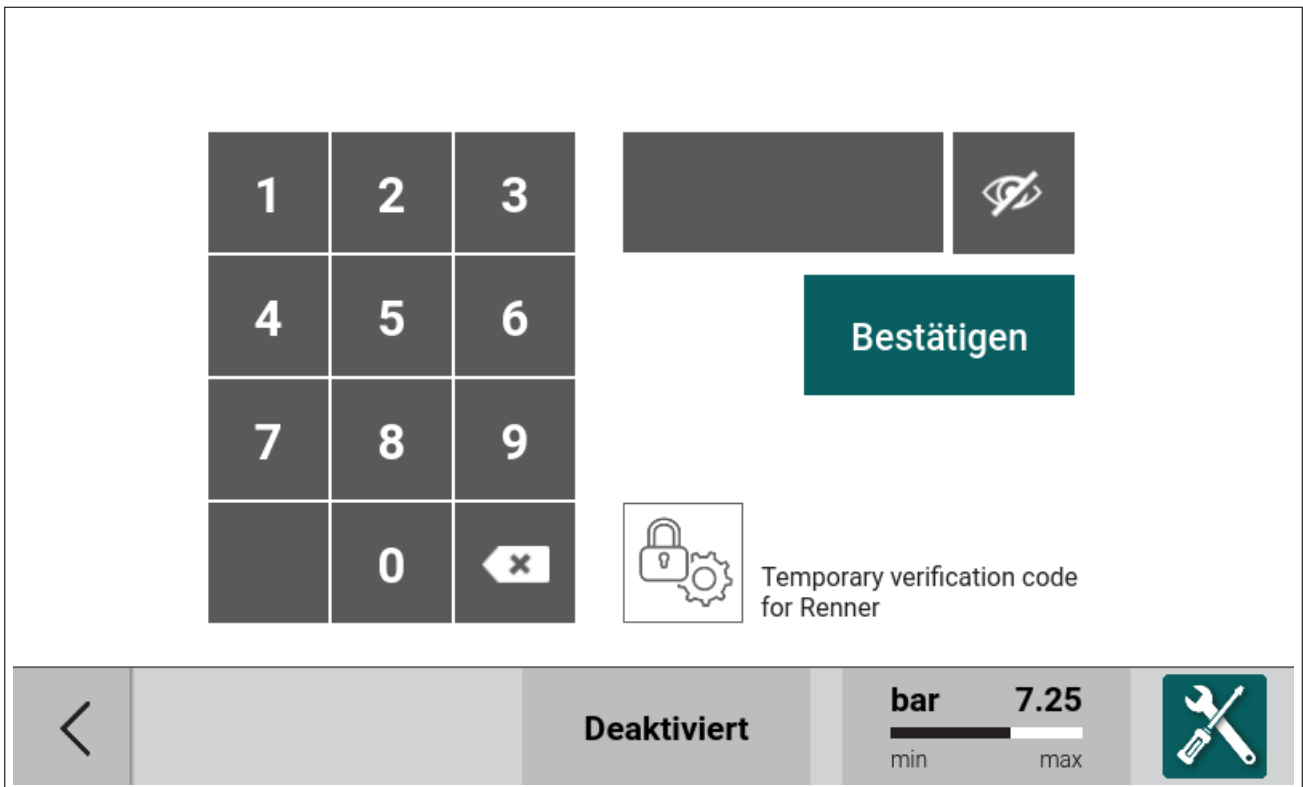 1 2 3
4 5 6
Bestätigen
7 8 9
0
Temporary verification code
for Renner
Deaktiviert
bar 7.25
min max